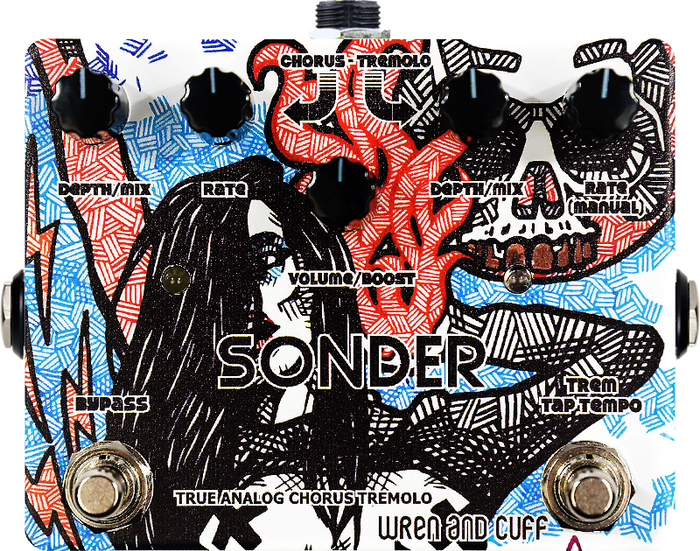 CHORUS - TREMOLO
DEPTH/MIX
RATE
DEPTH/MIX
RATE
(MANUAL)
VOLUME/BOOST
SONDER
BYPASS
TREM
TAP TEMPO
TRUE ANALOG CHORUS TREMOLO
WREN AND CUFF